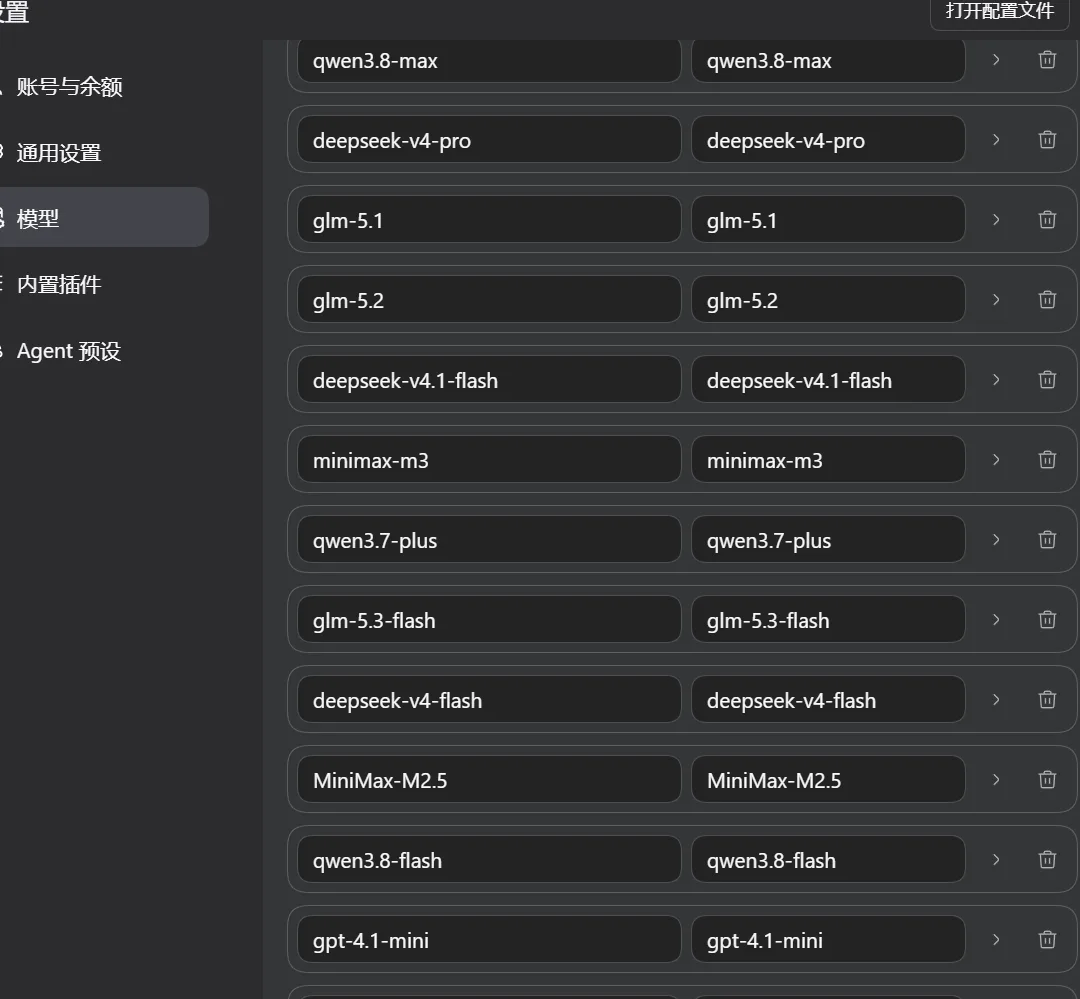 设置
打开配置文件
账号与余额
通用设置
模型
内置插件
Agent 预设
qwen3.8-max qwen3.8-max
deepseek-v4-pro deepseek-v4-pro
glm-5.1 glm-5.1
glm-5.2 glm-5.2
deepseek-v4.1-flash deepseek-v4.1-flash
minimax-m3 minimax-m3
qwen3.7-plus qwen3.7-plus
glm-5.3-flash glm-5.3-flash
deepseek-v4-flash deepseek-v4-flash
MiniMax-M2.5 MiniMax-M2.5
qwen3.8-flash qwen3.8-flash
gpt-4.1-mini gpt-4.1-mini